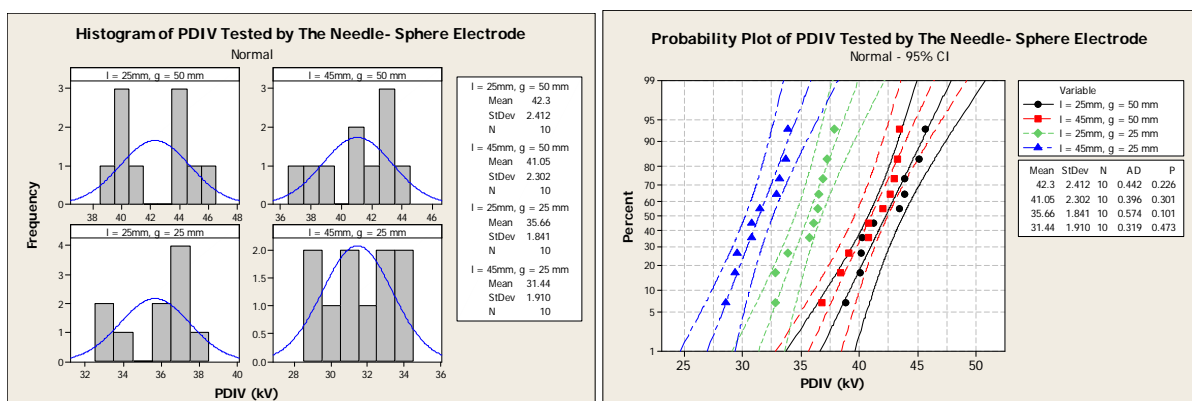 Histogram of PDIV Tested by The Needle- Sphere Electrode
Normal
l = 25mm, g = 50 mm
l = 45mm, g = 50 mm
3
2
1
0
38 40 42 44 46 48
3
2
1
0
36 38 40 42 44 46
l = 25mm, g = 25 mm
l = 45mm, g = 25 mm
4
3
2
1
0
32 34 36 38 40
2.0
1.5
1.0
0.5
0.0
28 30 32 34 36
Frequency
PDIV (kV)
l = 25mm, g = 50 mm
Mean 42.3
StDev 2.412
N 10
l = 45mm, g = 50 mm
Mean 41.05
StDev 2.302
N 10
l = 25mm, g = 25 mm
Mean 35.66
StDev 1.841
N 10
l = 45mm, g = 25 mm
Mean 31.44
StDev 1.910
N 10
Probability Plot of PDIV Tested by The Needle- Sphere Electrode
Normal - 95% CI
99
95
90
80
70
60
50
40
30
20
10
5
1
25 30 35 40 45 50
Percent
PDIV (kV)
Variable
l = 25mm, g = 50 mm
l = 45mm, g = 50 mm
l = 25mm, g = 25 mm
l = 45mm, g = 25 mm
Mean StDev N AD P
42.3 2.412 10 0.442 0.226
41.05 2.302 10 0.396 0.301
35.66 1.841 10 0.574 0.101
31.44 1.910 10 0.319 0.473